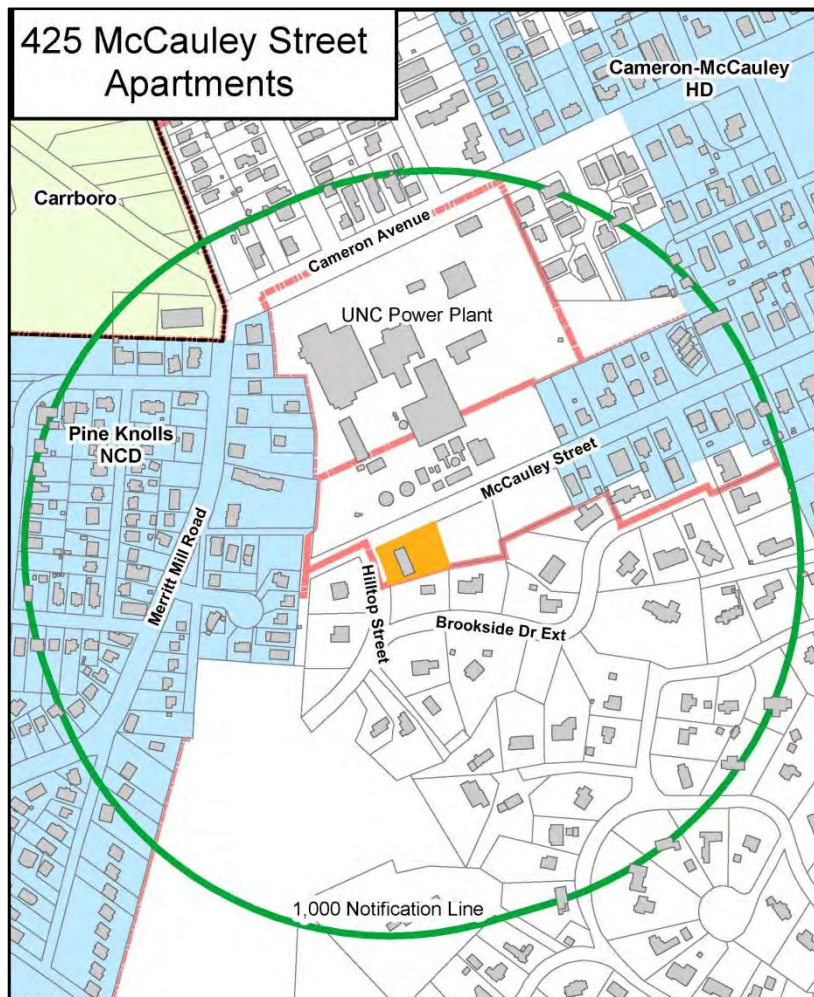 425 McCauley Street
Apartments
Cameron-McCauley
HD
Carrboro
Cameron Avenue
UNC Power Plant
Pine Knolls
NCD
McCauley Street
Merritt Mill Road
Hilltop Street
Brookside Dr Ext
1,000 Notification Line